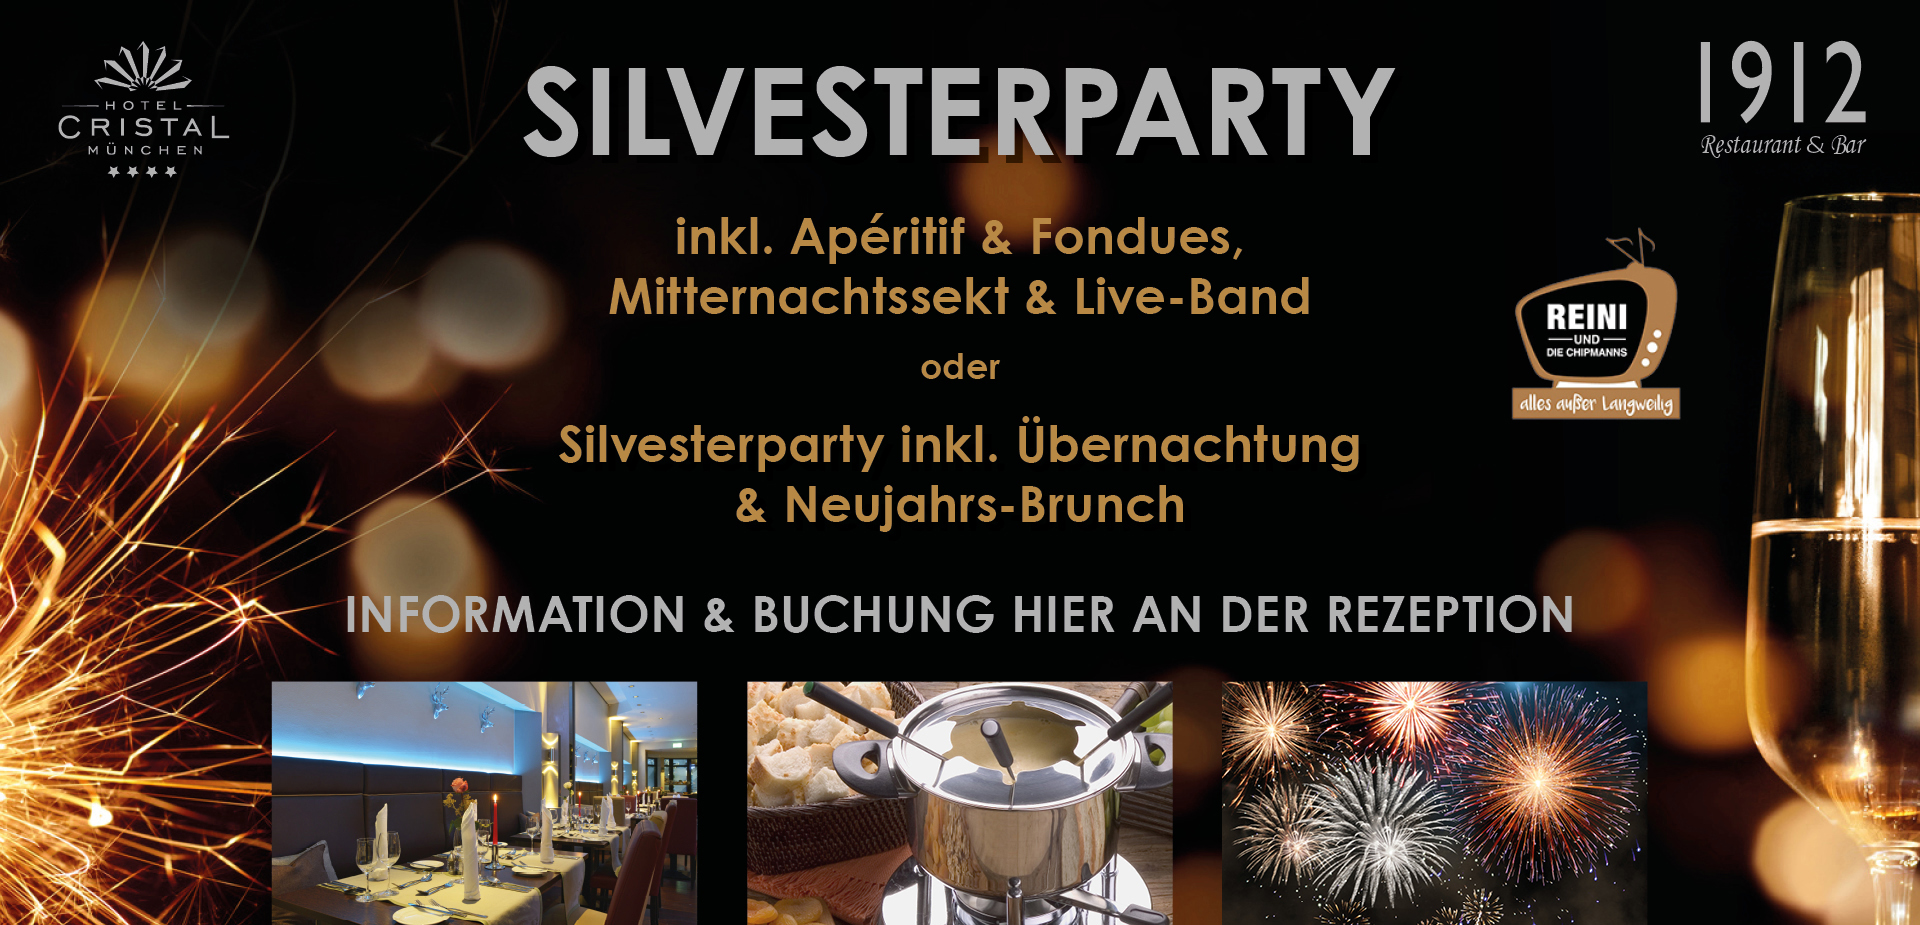 HOTEL
CRISTAL
MÜNCHEN
SILVESTERPARTY
1912
Restaurant & Bar
inkl. Apéritif & Fondues,
Mitternachtssekt & Live-Band
oder
Silvesterparty inkl. Übernachtung
& Neujahrs-Brunch
REINI
UND
DIE CHIPMANNS
alles außer Langweilig
INFORMATION & BUCHUNG HIER AN DER REZEPTION